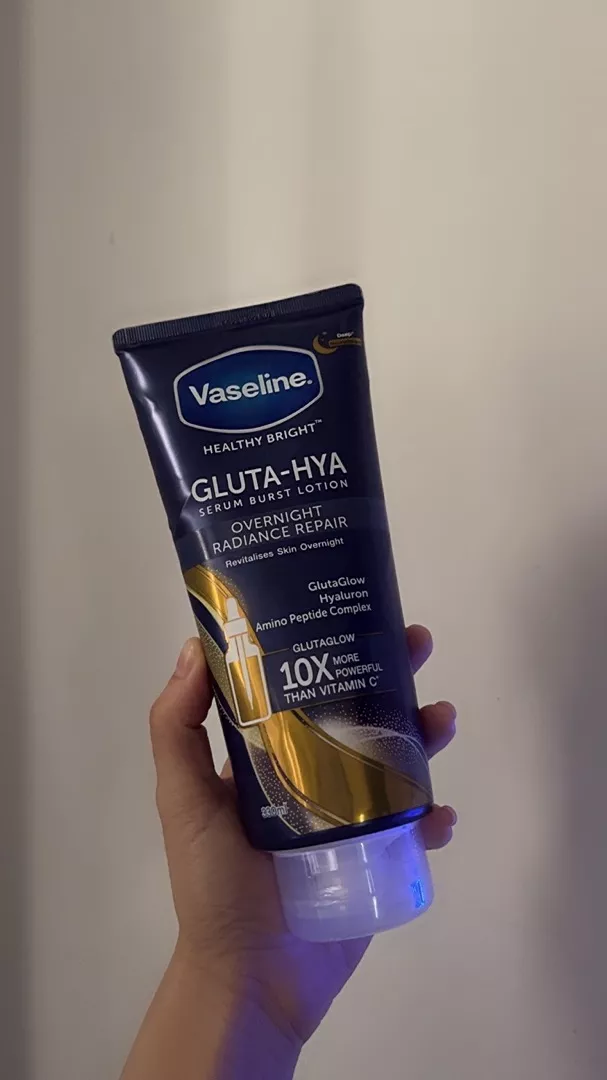 Vaseline.
HEALTHY BRIGHT™
GLUTA-HYA
SERUM BURST LOTION
OVERNIGHT
RADIANCE REPAIR
Revitalises Skin Overnight
GlutaGlow
Hyaluron
Amino Peptide Complex
GLUTAGLOW
10X MORE
POWERFUL
THAN VITAMIN C*
330ml